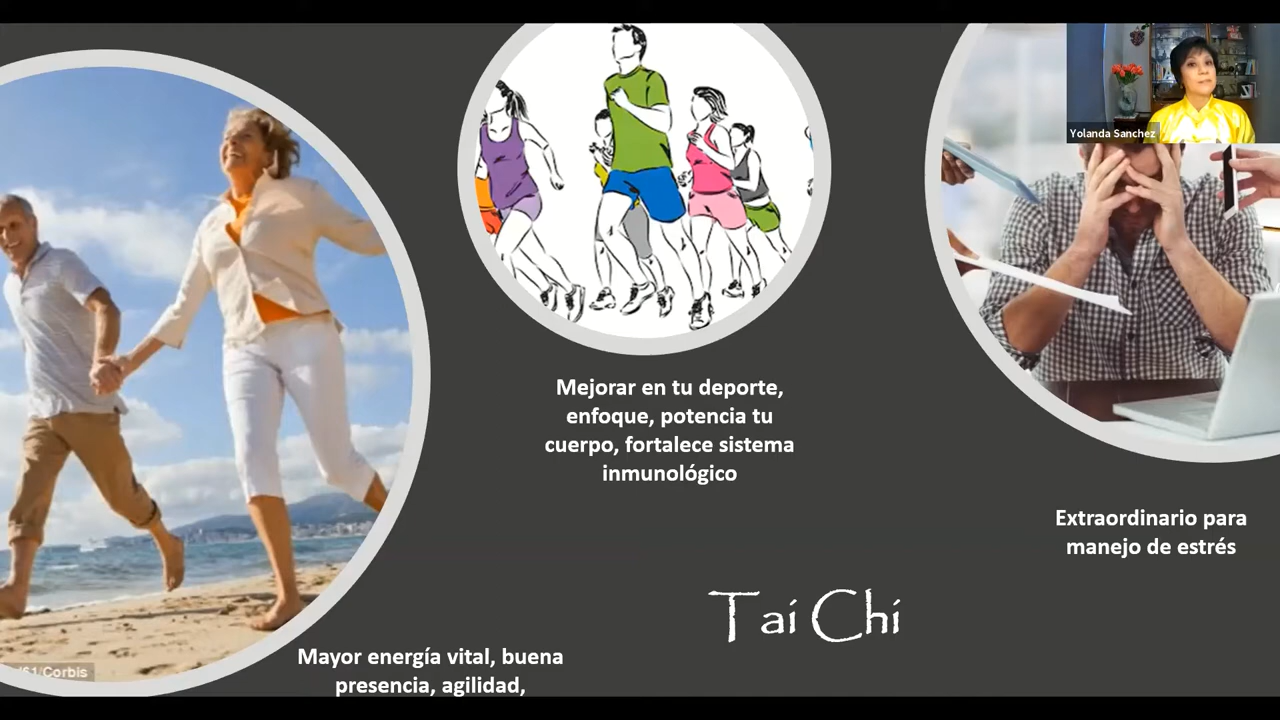 Yolanda Sanchez
Mejorar en tu deporte,
enfoque, potencia tu
cuerpo, fortalece sistema
inmunológico
Extraordinario para
manejo de estrés
Tai Chi
Mayor energía vital, buena
presencia, agilidad,
/Corbis